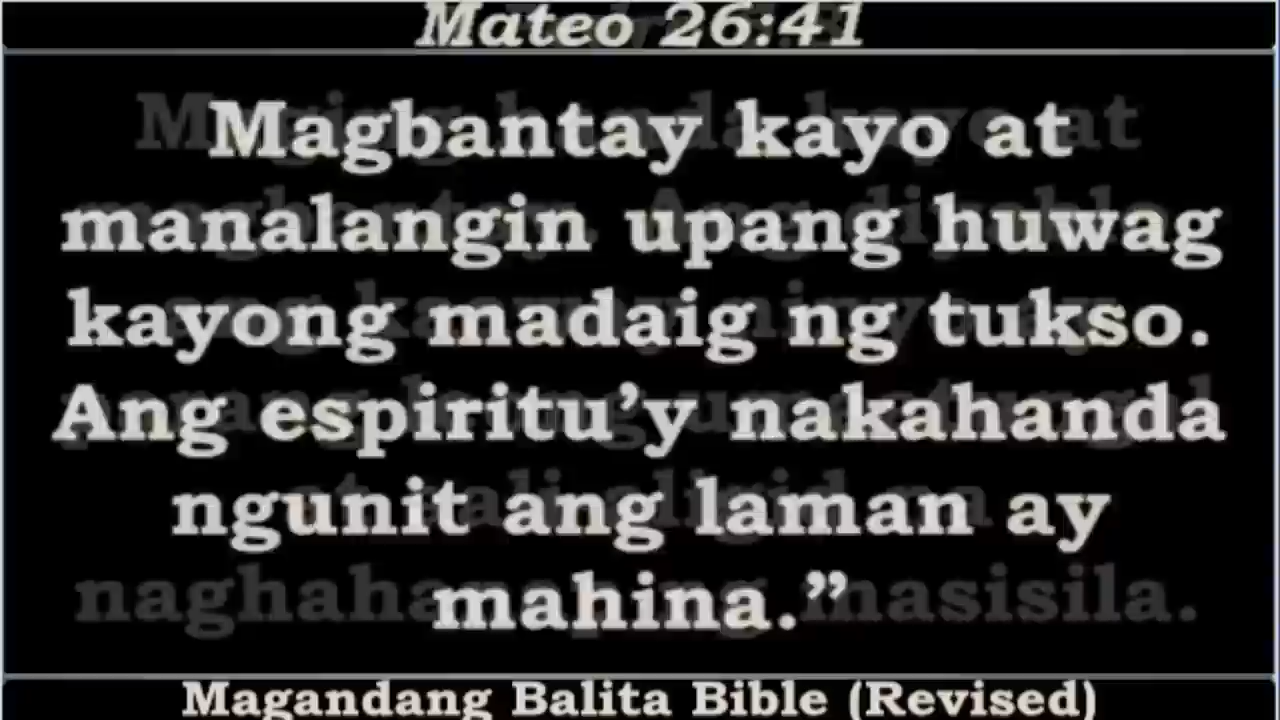 Mateo 26:41
Magbantay kayo at
manalangin upang huwag
kayong madaig ng tukso.
Ang espiritu’y nakahanda
ngunit ang laman ay
mahina.”
Magandang Balita Bible (Revised)